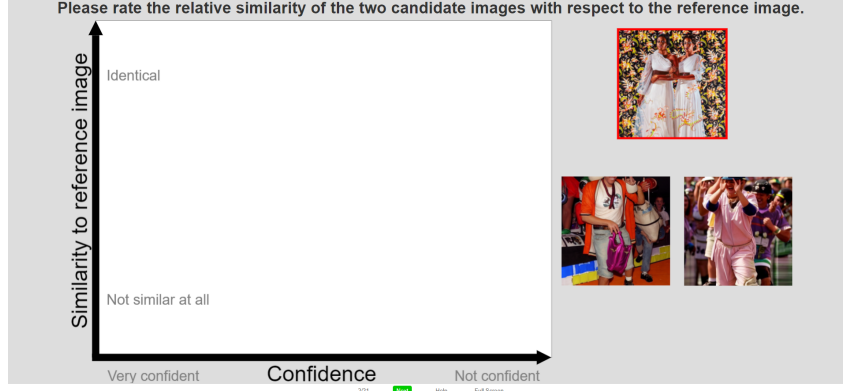 Please rate the relative similarity of the two candidate images with respect to the reference image.
Similarity to reference image
Identical
Not similar at all
Very confident
Confidence
Not confident